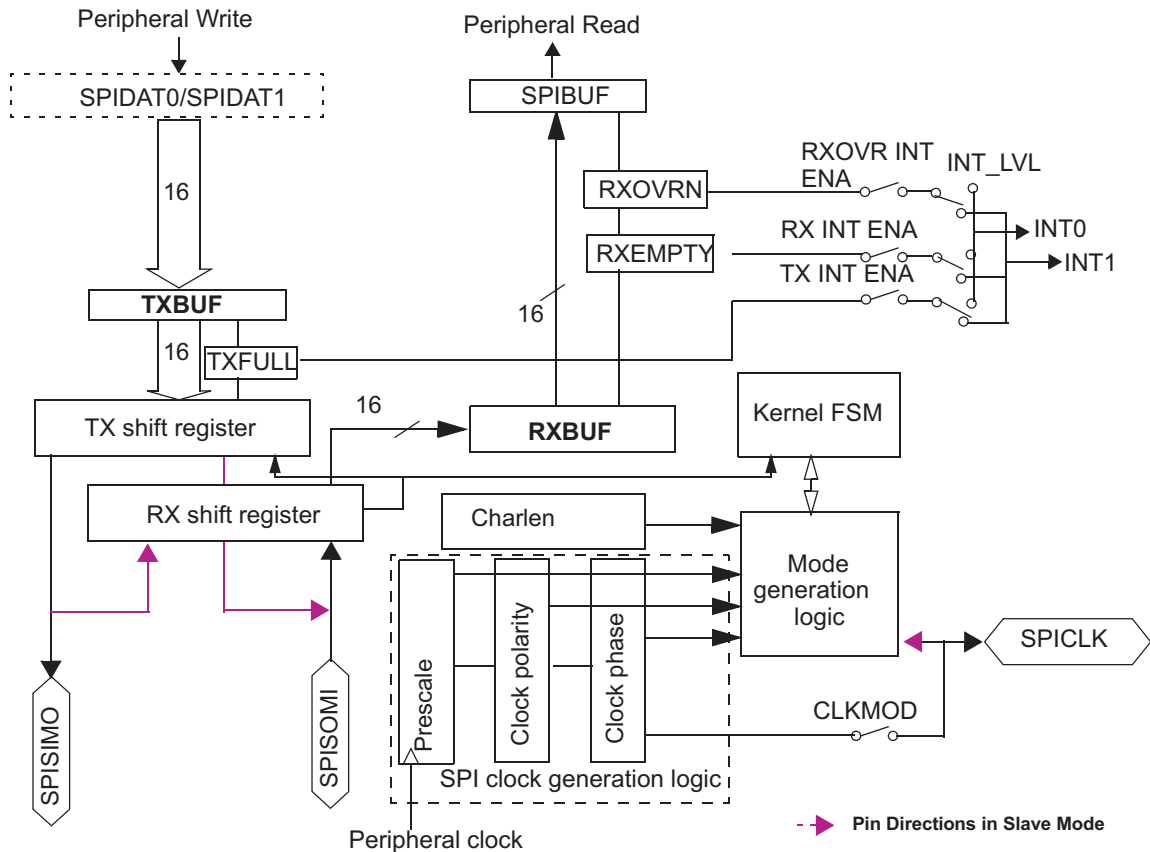 Peripheral Write
Peripheral Read
SPIDAT0/SPIDAT1
SPIBUF
RXOVR INT
ENA
INT_LVL
16
RXOVRN
RX INT ENA
INT0
RXEMPTY
INT1
TX INT ENA
TXBUF
16
16
TXFULL
16
Kernel FSM
TX shift register
RXBUF
RX shift register
Charlen
Mode
generation
logic
Prescale
Clock polarity
Clock phase
SPICLK
CLKMOD
SPISIMO
SPISOMI
SPI clock generation logic
Peripheral clock
Pin Directions in Slave Mode